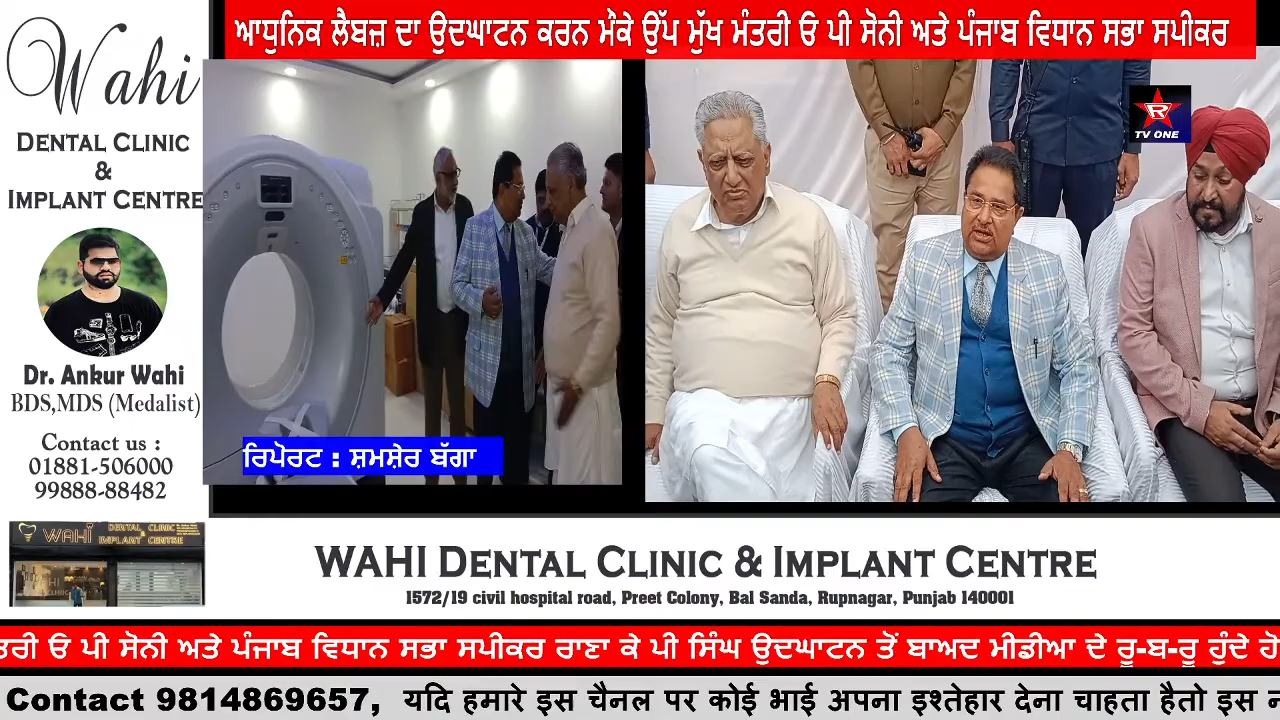 ਆਧੁਨਿਕ ਲੈਬਜ਼ ਦਾ ਉਦਘਾਟਨ ਕਰਨ ਮੌਕੇ ਉੱਪ ਮੁੱਖ ਮੰਤਰੀ ਓ ਪੀ ਸੋਨੀ ਅਤੇ ਪੰਜਾਬ ਵਿਧਾਨ ਸਭਾ ਸਪੀਕਰ
Wahi
DENTAL CLINIC
&
IMPLANT CENTRE
R
TV ONE
Dr. Ankur Wahi
BDS,MDS (Medalist)
Contact us :
01881-506000
99888-88482
ਰਿਪੋਰਟ : ਸ਼ਮਸ਼ੇਰ ਬੱਗਾ
WAHI DENTAL CLINIC
&
IMPLANT CENTRE
WAHI DENTAL CLINIC & IMPLANT CENTRE
1572/19 civil hospital road, Preet Colony, Bal Sanda, Rupnagar, Punjab 140001
ਤਰੀ ਓ ਪੀ ਸੋਨੀ ਅਤੇ ਪੰਜਾਬ ਵਿਧਾਨ ਸਭਾ ਸਪੀਕਰ ਰਾਣਾ ਕੇ ਪੀ ਸਿੰਘ ਉਦਘਾਟਨ ਤੋਂ ਬਾਅਦ ਮੀਡੀਆ ਦੇ ਰੂ-ਬ-ਰੂ ਹੁੰਦੇ ਹੋ
Contact 9814869657, यदि हमारे इस चैनल पर कोई भाई अपना इश्तेहार देना चाहता हैतो इस